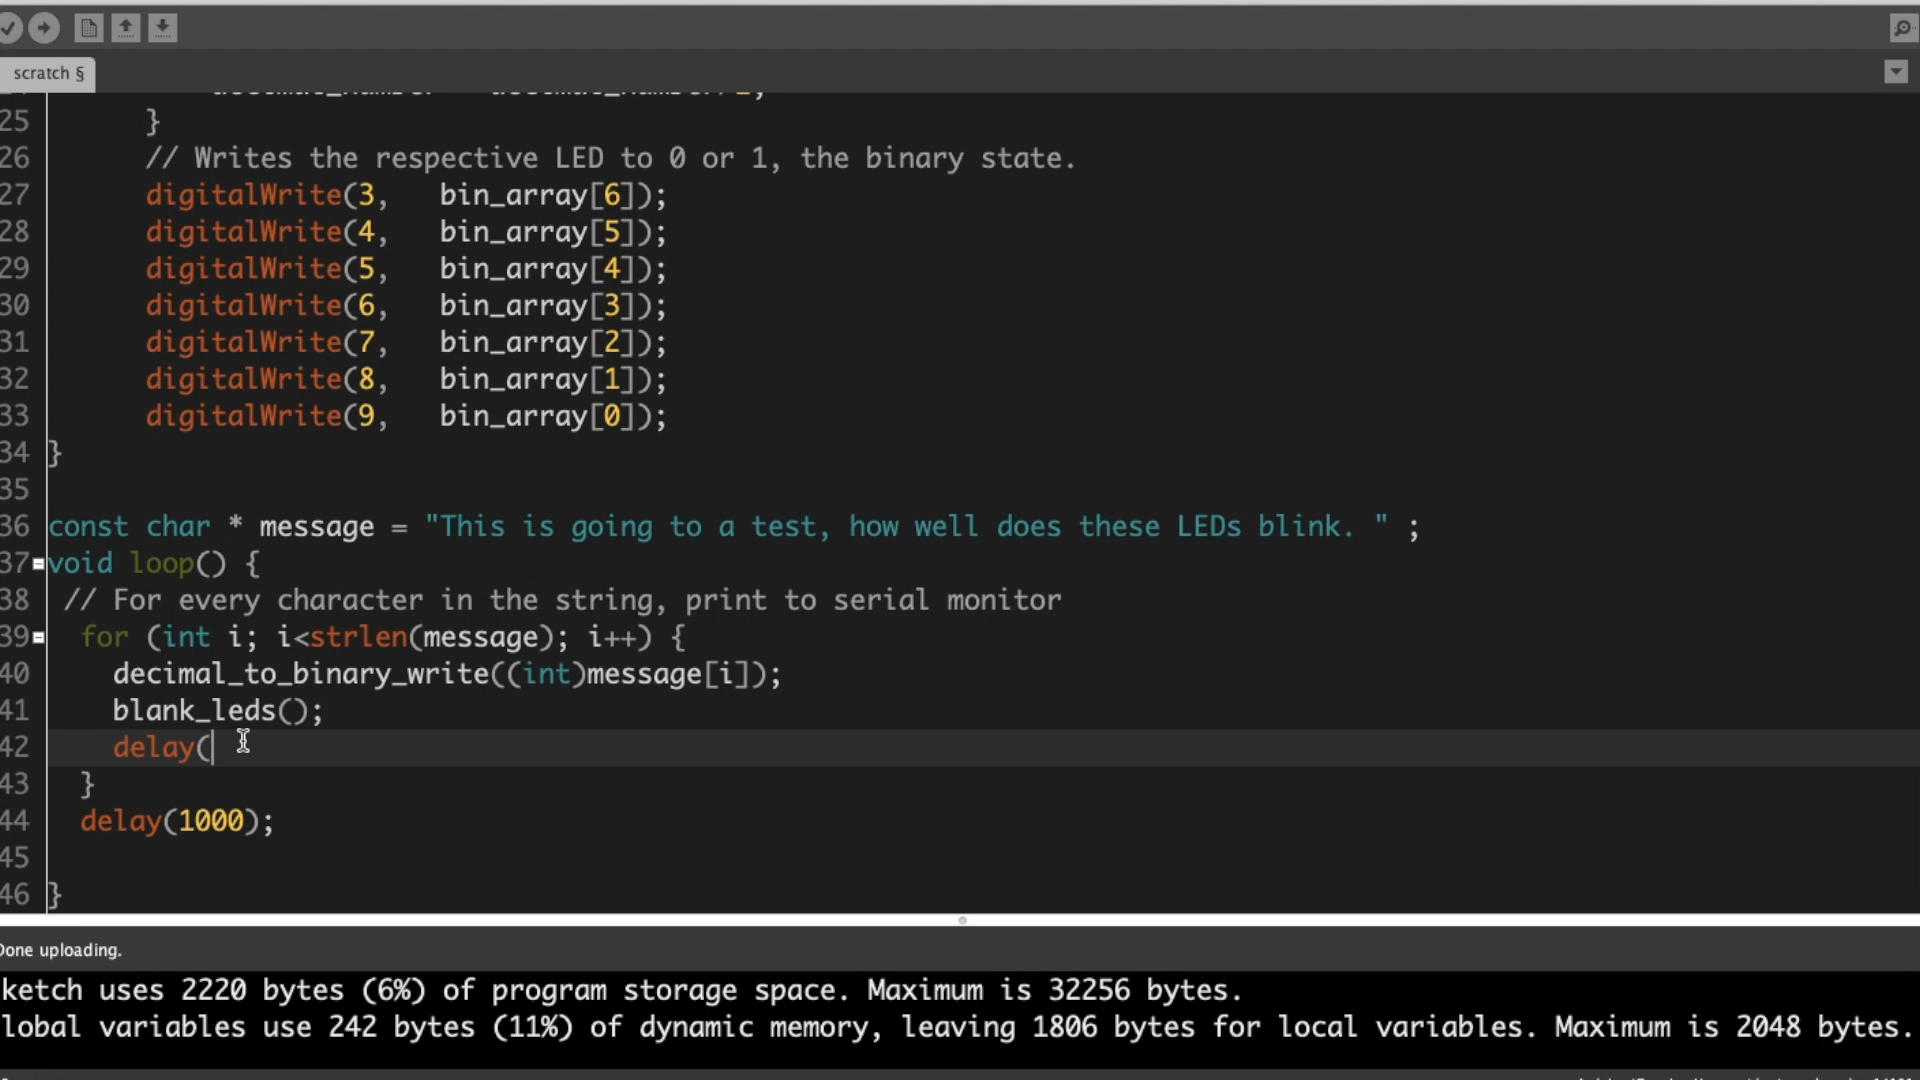 scratch §
25 }
26 // Writes the respective LED to 0 or 1, the binary state.
27 digitalWrite(3, bin_array[6]);
28 digitalWrite(4, bin_array[5]);
29 digitalWrite(5, bin_array[4]);
30 digitalWrite(6, bin_array[3]);
31 digitalWrite(7, bin_array[2]);
32 digitalWrite(8, bin_array[1]);
33 digitalWrite(9, bin_array[0]);
34 }
35
36 const char * message = "This is going to a test, how well does these LEDs blink. " ;
37 void loop() {
38 // For every character in the string, print to serial monitor
39 for (int i; i<strlen(message); i++) {
40 decimal_to_binary_write((int)message[i]);
41 blank_leds();
42 delay(
43 }
44 delay(1000);
45
46 }
Done uploading.
ketch uses 2220 bytes (6%) of program storage space. Maximum is 32256 bytes.
lobal variables use 242 bytes (11%) of dynamic memory, leaving 1806 bytes for local variables. Maximum is 2048 bytes.